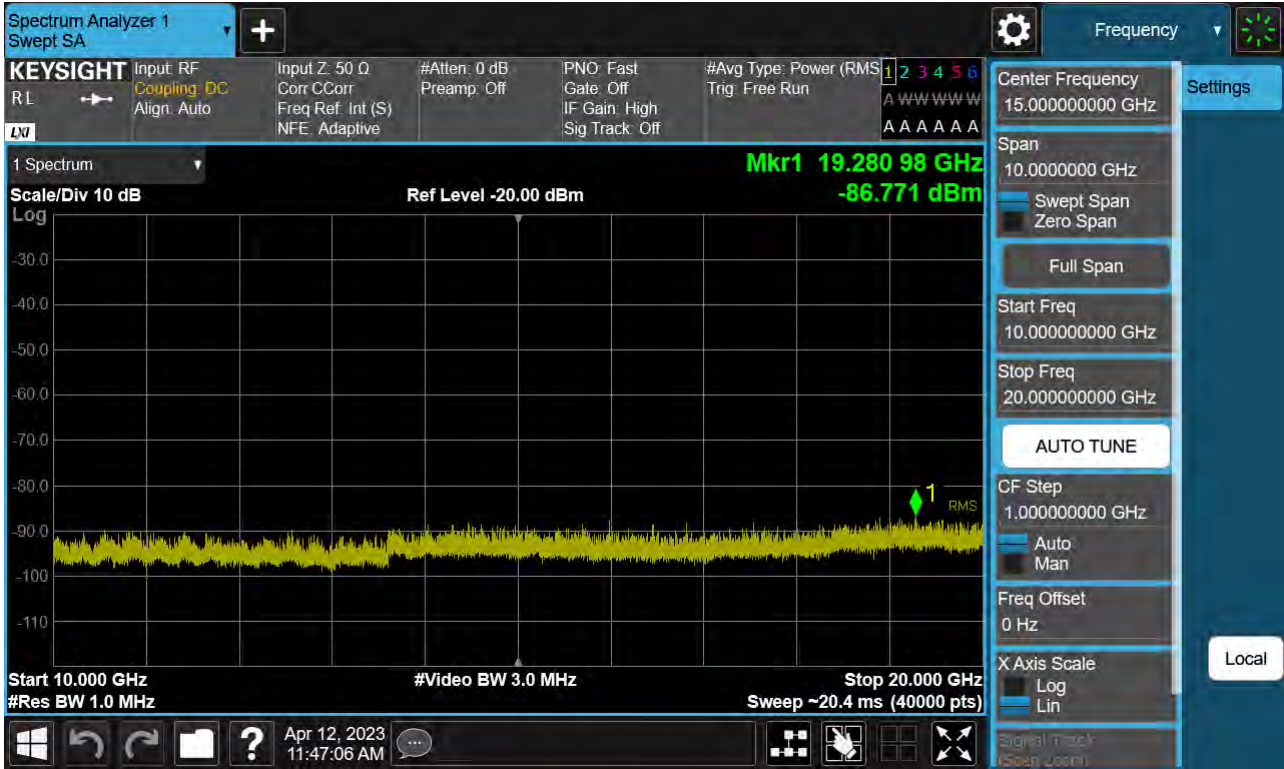 Spectrum Analyzer 1
Swept SA
Frequency
KEYSIGHT
R L
LXI
Input: RF
Coupling: DC
Align: Auto
Input Z: 50 Ω
Corr CCorr
Freq Ref: Int (S)
NFE: Adaptive
#Atten: 0 dB
Preamp: Off
PNO: Fast
Gate: Off
IF Gain: High
Sig Track: Off
#Avg Type: Power (RMS
Trig: Free Run
1 2 3 4 5 6
A W W W W W
A A A A A A
1 Spectrum
Scale/Div 10 dB
Log
Ref Level -20.00 dBm
Mkr1 19.280 98 GHz
-86.771 dBm
-30.0
-40.0
-50.0
-60.0
-70.0
-80.0
-90.0
-100
-110
1
RMS
Start 10.000 GHz
#Video BW 3.0 MHz
Stop 20.000 GHz
#Res BW 1.0 MHz
Sweep ~20.4 ms (40000 pts)
Center Frequency
15.000000000 GHz
Settings
Span
10.0000000 GHz
Swept Span
Zero Span
Full Span
Start Freq
10.000000000 GHz
Stop Freq
20.000000000 GHz
AUTO TUNE
CF Step
1.000000000 GHz
Auto
Man
Freq Offset
0 Hz
X Axis Scale
Log
Lin
Local
Signal Track
(Span Zoom)
?
Apr 12, 2023
11:47:06 AM